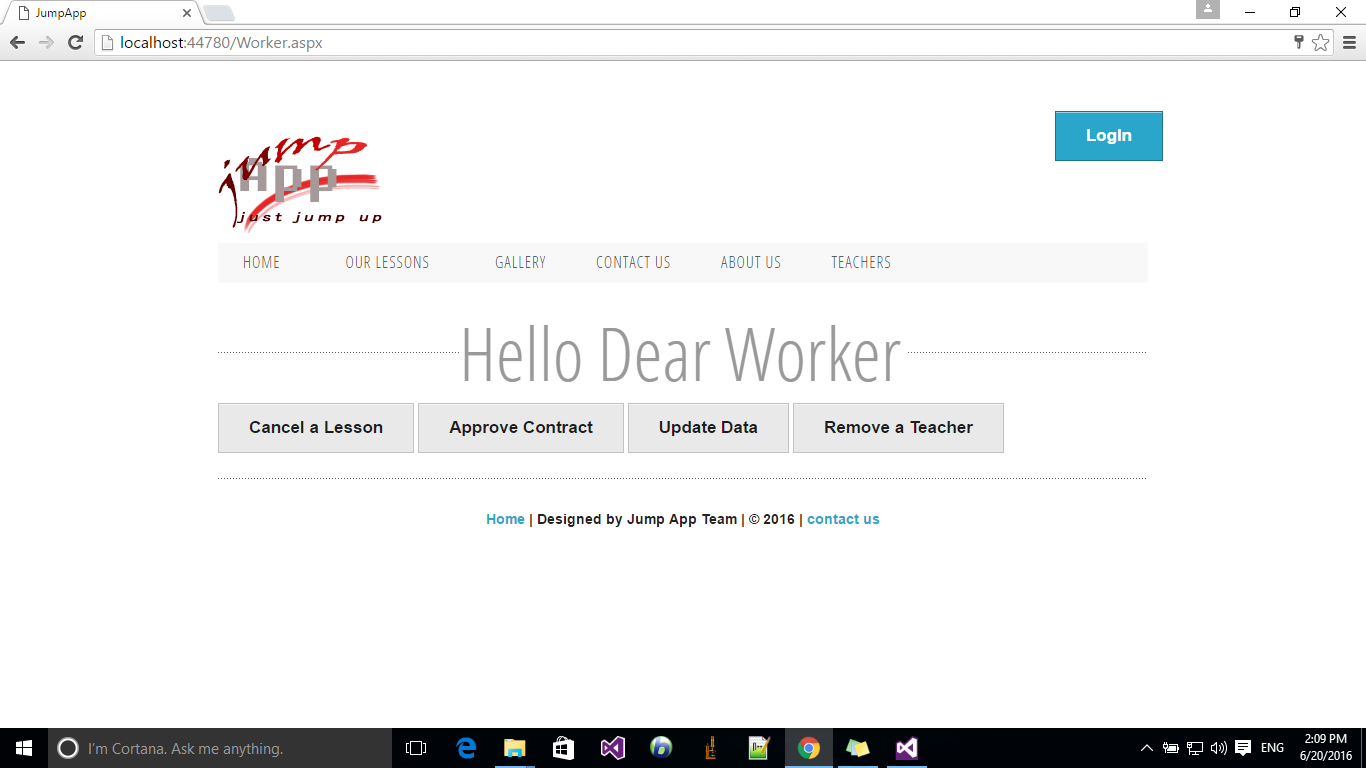 JumpApp
localhost:44780/Worker.aspx
LogIn
jump
App
just jump up
HOME OUR LESSONS GALLERY CONTACT US ABOUT US TEACHERS
Hello Dear Worker
Cancel a Lesson Approve Contract Update Data Remove a Teacher
Home | Designed by Jump App Team | © 2016 | contact us
I'm Cortana. Ask me anything.
ENG
2:09 PM
6/20/2016